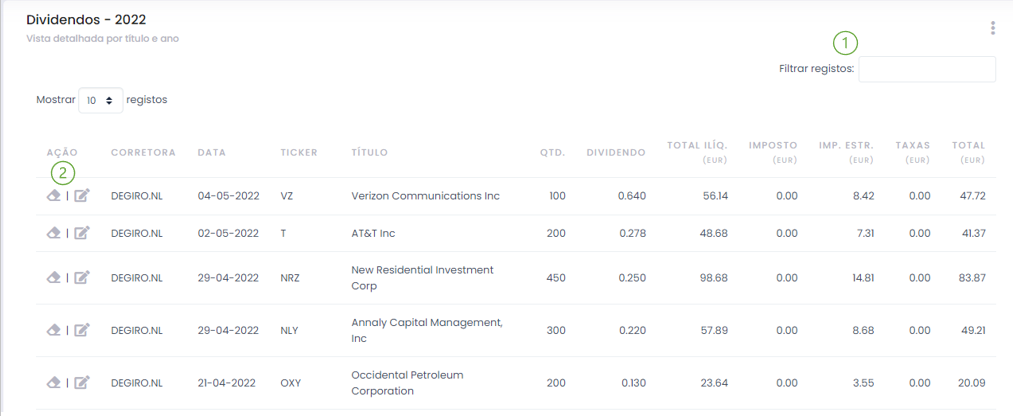 Dividendos - 2022
Vista detalhada por título e ano
1
Filtrar registos:
Mostrar 10 registos
AÇÃO CORRETORA DATA TICKER TÍTULO QTD. DIVIDENDO TOTAL ILÍQ. (EUR) IMPOSTO (EUR) IMP. ESTR. (EUR) TAXAS (EUR) TOTAL (EUR)
2
| DEGIRO.NL 04-05-2022 VZ Verizon Communications Inc 100 0.640 56.14 0.00 8.42 0.00 47.72
| DEGIRO.NL 02-05-2022 T AT&T Inc 200 0.278 48.68 0.00 7.31 0.00 41.37
| DEGIRO.NL 29-04-2022 NRZ New Residential Investment Corp 450 0.250 98.68 0.00 14.81 0.00 83.87
| DEGIRO.NL 29-04-2022 NLY Annaly Capital Management, Inc 300 0.220 57.89 0.00 8.68 0.00 49.21
| DEGIRO.NL 21-04-2022 OXY Occidental Petroleum Corporation 200 0.130 23.64 0.00 3.55 0.00 20.09